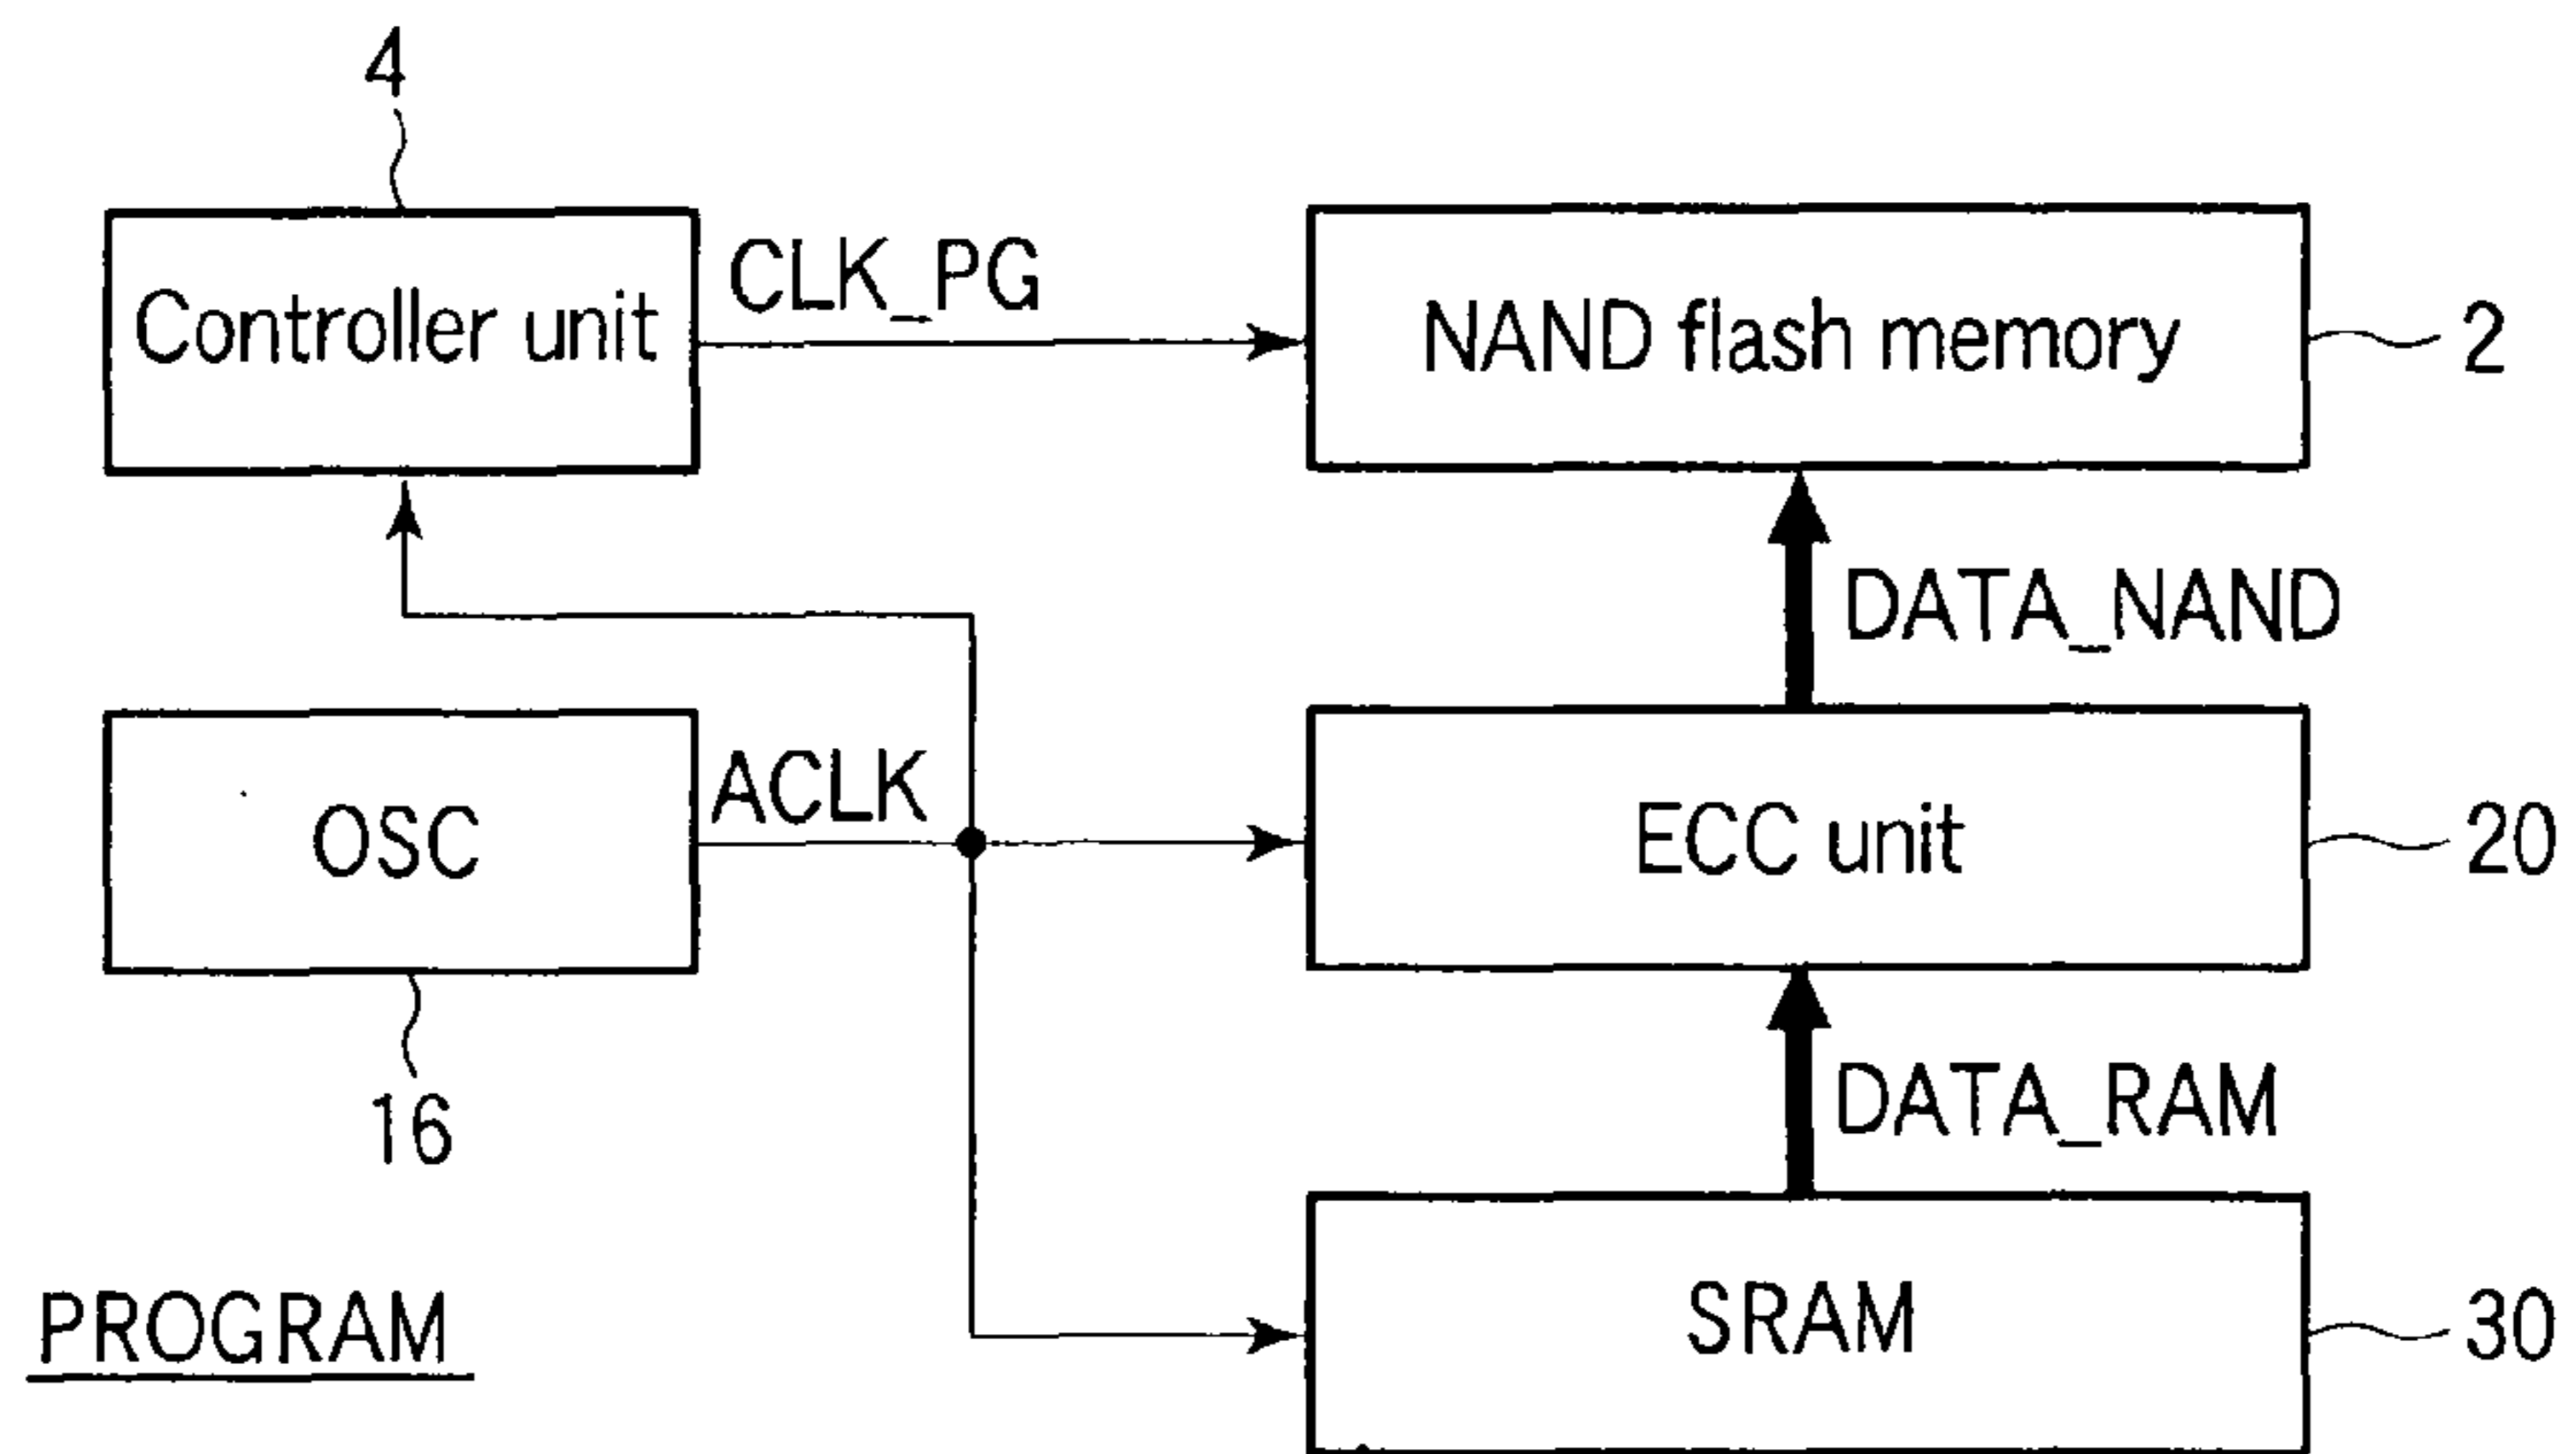 4
Controller unit
CLK_PG
NAND flash memory
2
DATA_NAND
OSC
ACLK
ECC unit
20
16
DATA_RAM
PROGRAM
SRAM
30